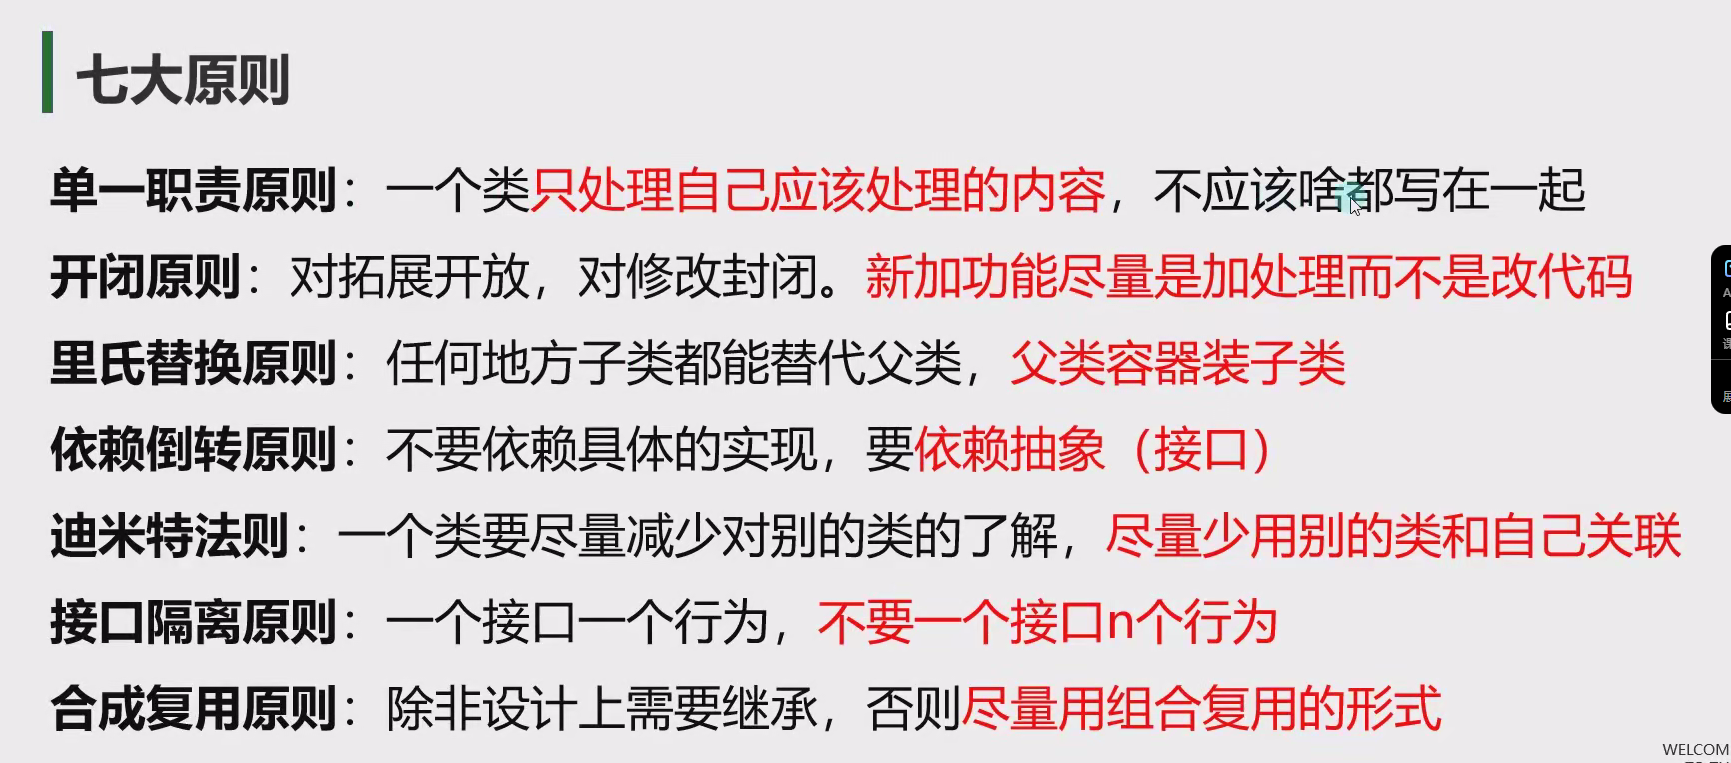 七大原则
单一职责原则：一个类只处理自己应该处理的内容，不应该啥都写在一起
开闭原则：对拓展开放，对修改封闭。新加功能尽量是加处理而不是改代码
里氏替换原则：任何地方子类都能替代父类，父类容器装子类
依赖倒转原则：不要依赖具体的实现，要依赖抽象（接口）
迪米特法则：一个类要尽量减少对别的类的了解，尽量少用别的类和自己关联
接口隔离原则：一个接口一个行为，不要一个接口n个行为
合成复用原则：除非设计上需要继承，否则尽量用组合复用的形式
WELCOM